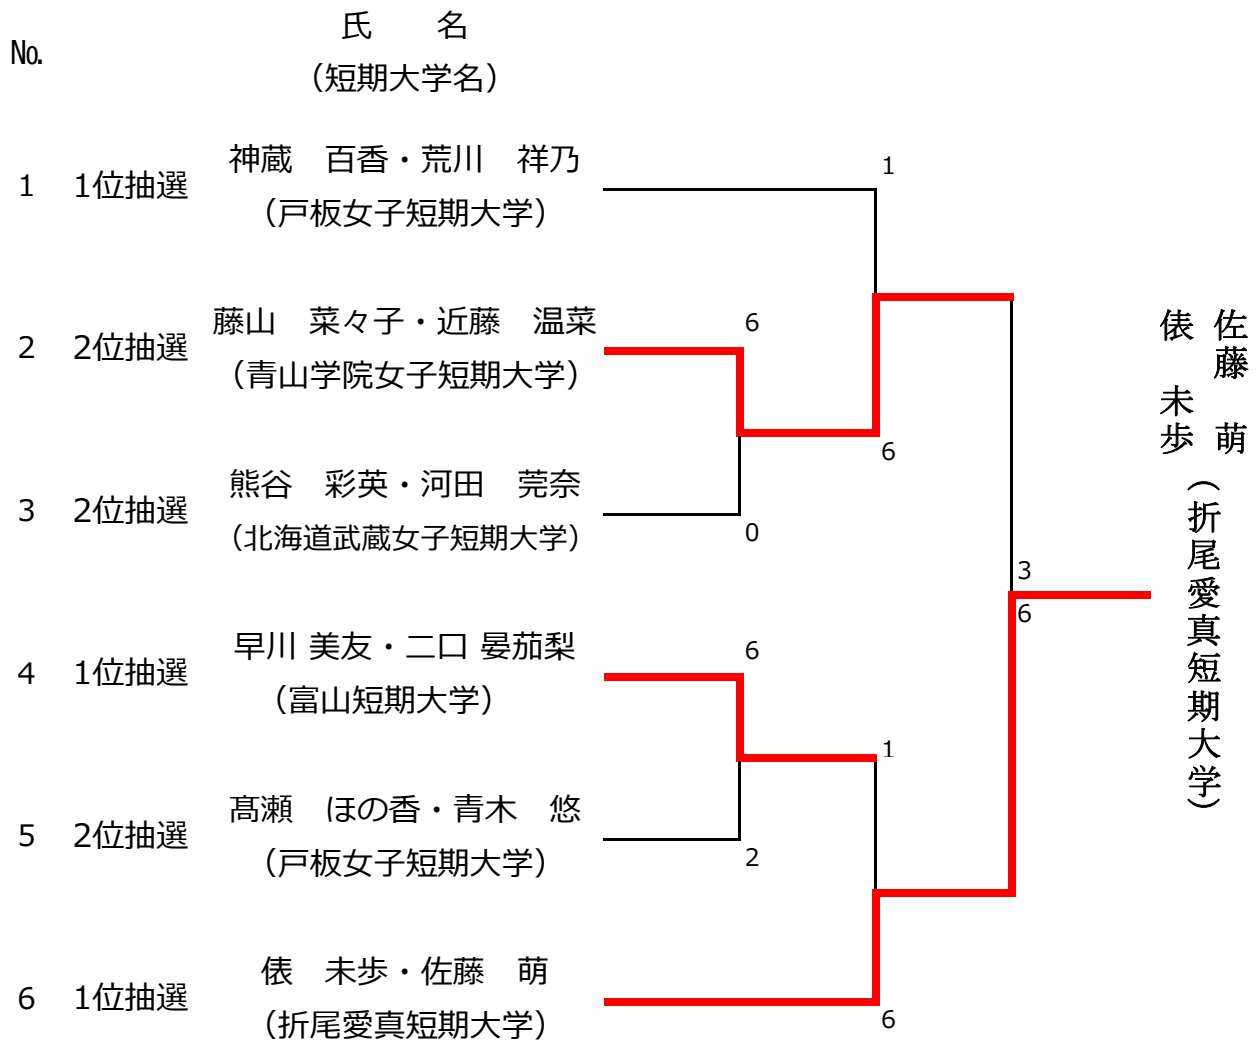 氏　　名
№
（短期大学名）
神蔵　百香・荒川　祥乃
1
1　1位抽選
（戸板女子短期大学）
藤山　菜々子・近藤　温菜
6
2　2位抽選
（青山学院女子短期大学）
6
熊谷　彩英・河田　莞奈
3　2位抽選
（北海道武蔵女子短期大学）
0
3
6
早川 美友・二口 晏茄梨
6
4　1位抽選
（富山短期大学）
1
髙瀬　ほの香・青木　悠
5　2位抽選
（戸板女子短期大学）
2
俵　未歩・佐藤　萌
6　1位抽選
（折尾愛真短期大学）
6
佐藤　萌
俵　未歩
（折尾愛真短期大学）